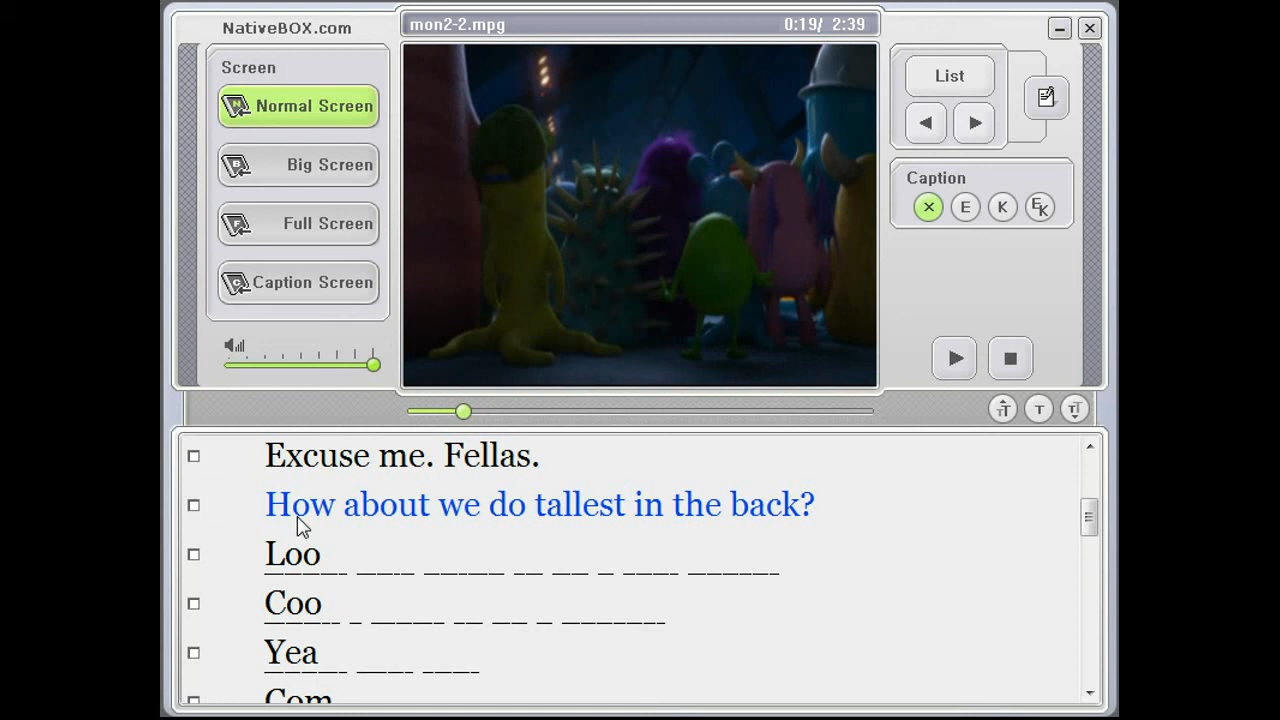 NativeBOX.com
mon2-2.mpg 0:19/ 2:39
Screen
Normal Screen
Big Screen
Full Screen
Caption Screen
List
Caption
X E K EK
T T T
Excuse me. Fellas.
How about we do tallest in the back?
Loo
Coo
Yea
Com